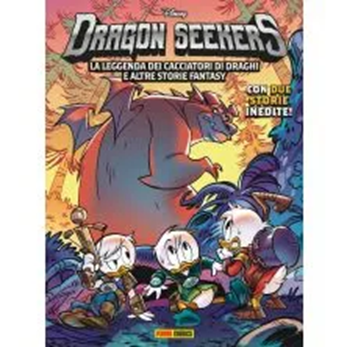 Disney
DRAGON SEEKERS
LA LEGGENDA DEI CACCIATORI DI DRAGHI
E ALTRE STORIE FANTASY
CON DUE
STORIE
INEDITE!
PANINI COMICS